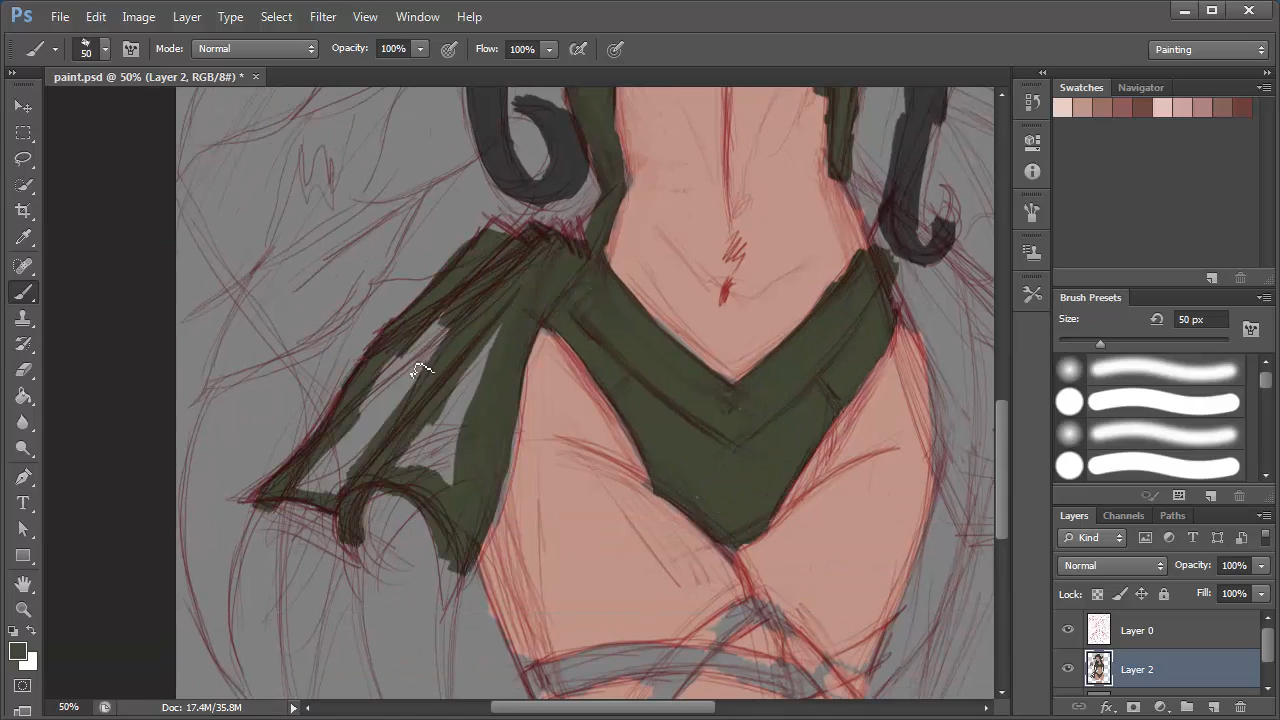 Ps File Edit Image Layer Type Select Filter View Window Help
50 Mode: Normal Opacity: 100% Flow: 100% Painting
paint.psd @ 50% (Layer 2, RGB/8#) * ×
Swatches Navigator
Brush Presets
Size: 50 px
Layers Channels Paths
Kind
Normal Opacity: 100%
Lock: Fill: 100%
Layer 0
Layer 2
50% Doc: 17.4M/35.8M